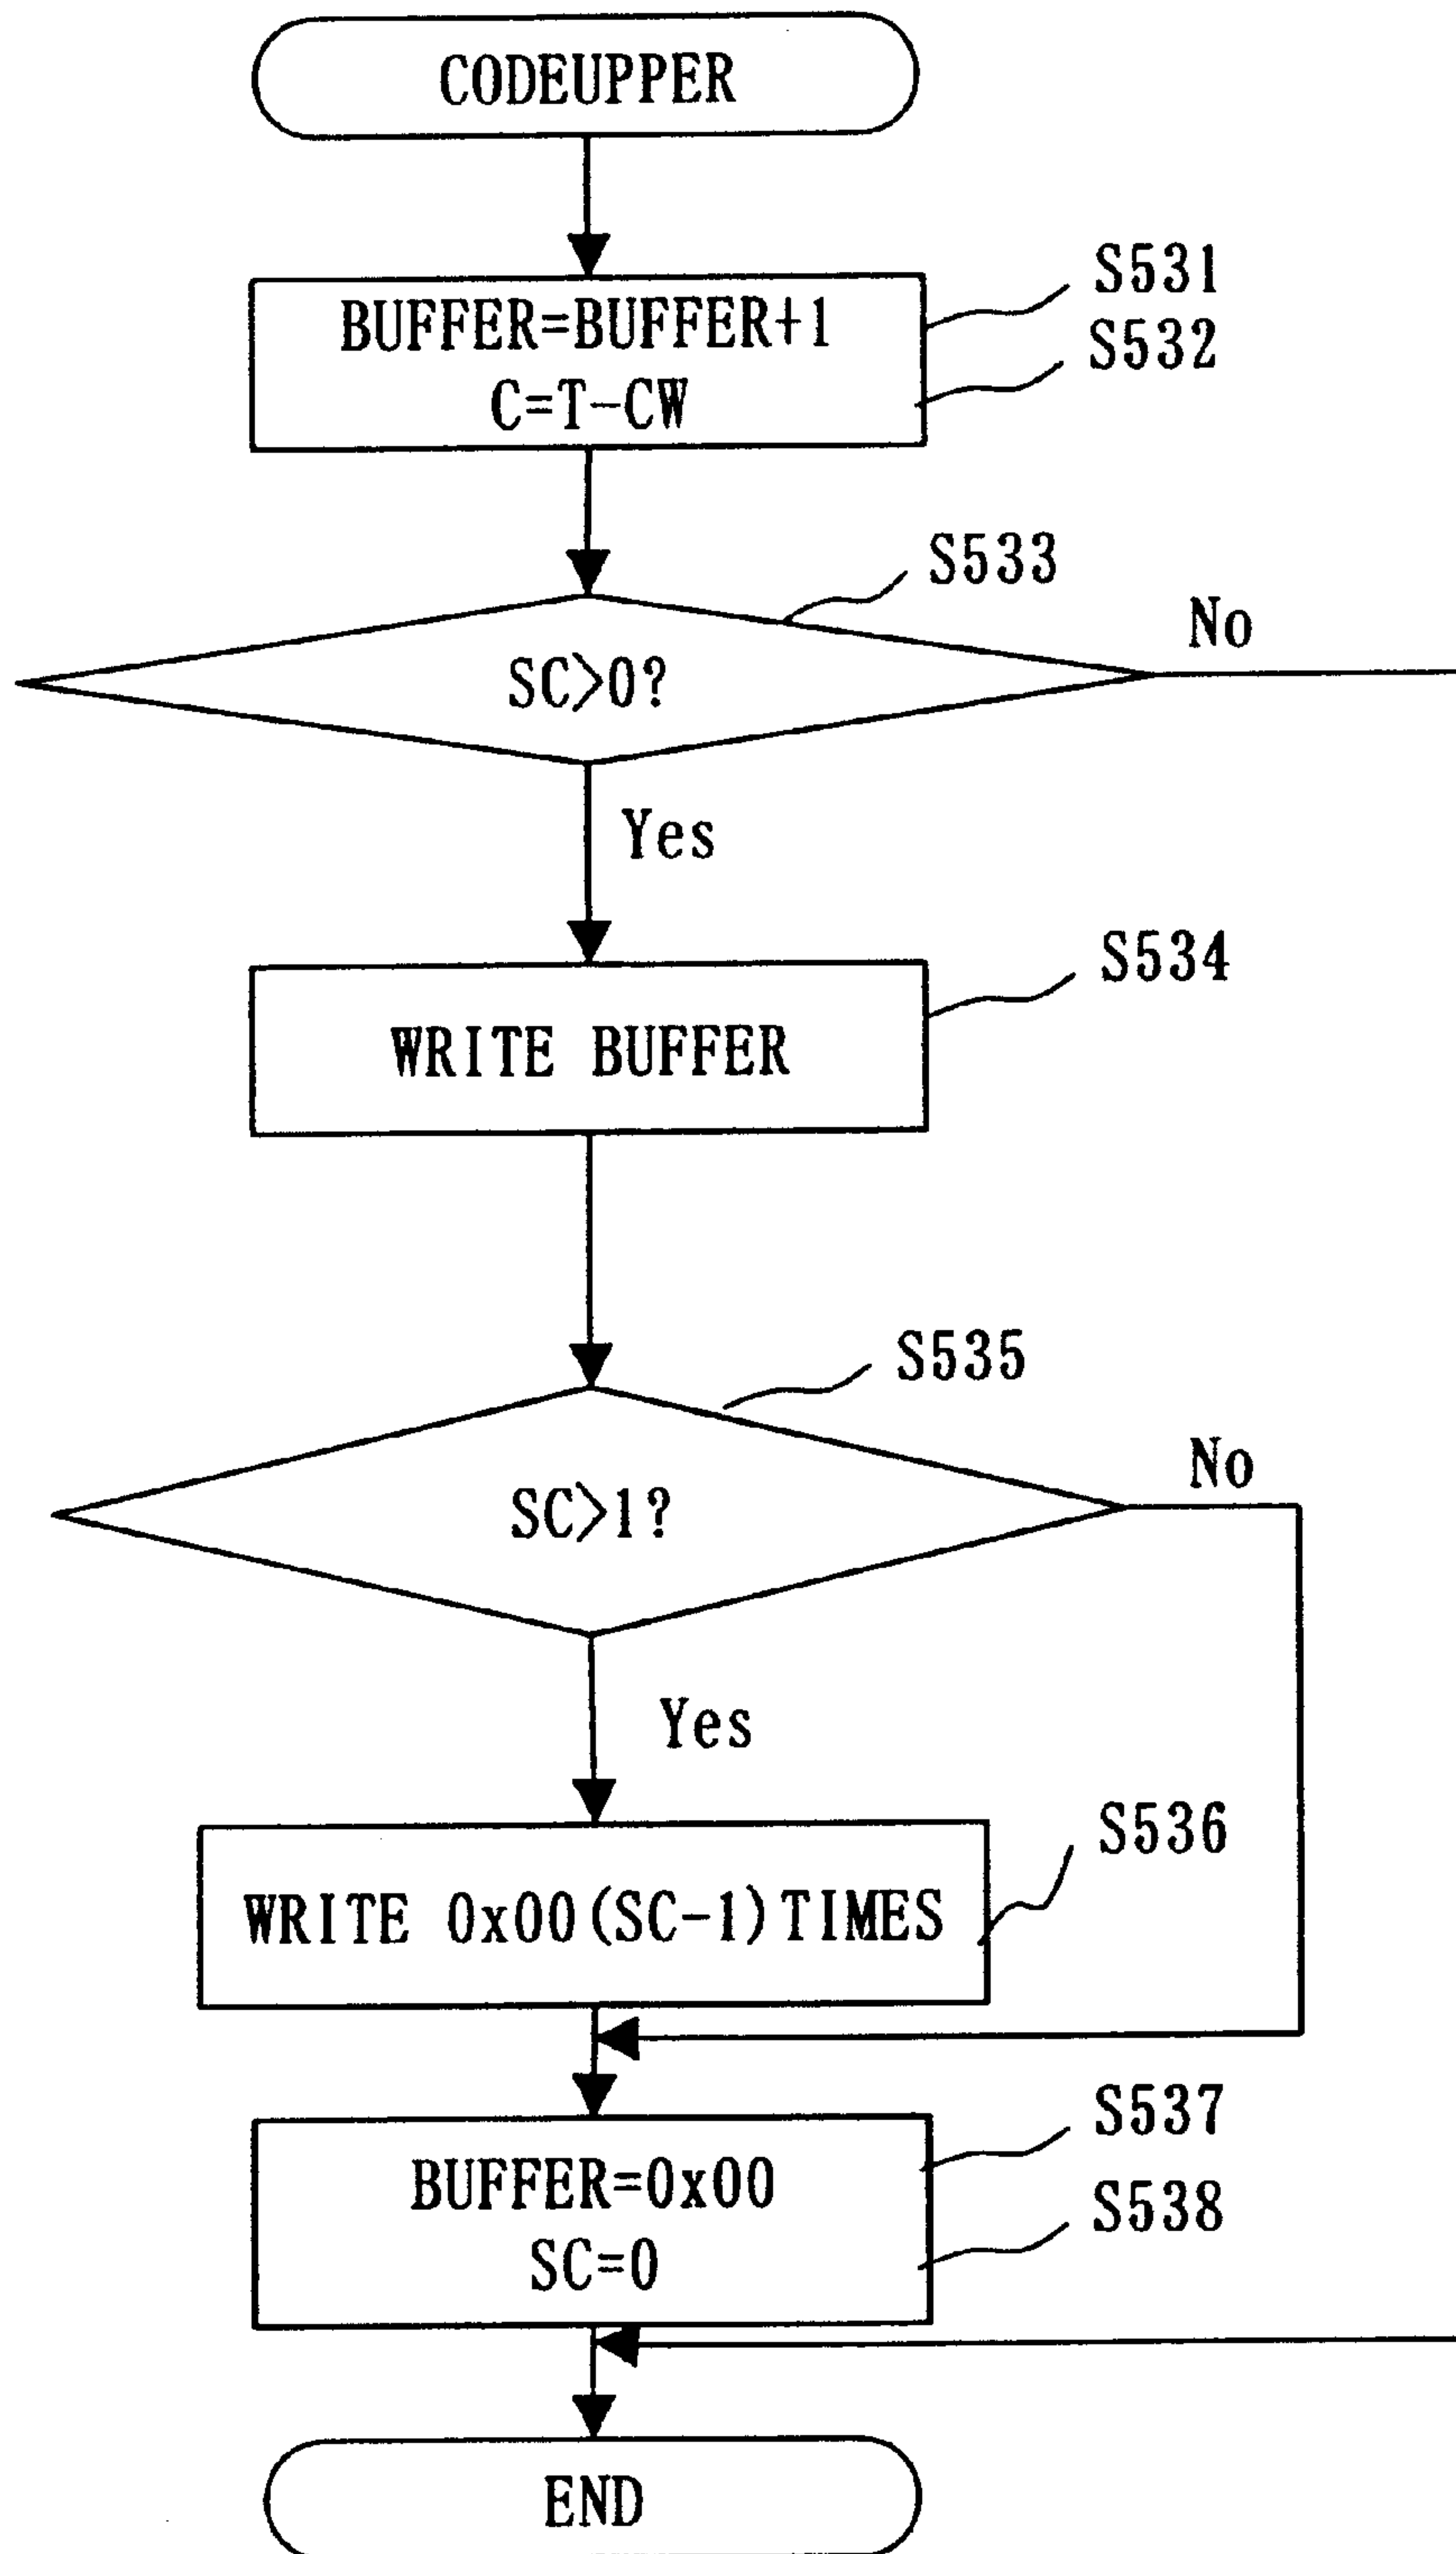 CODEUPPER
S531
BUFFER=BUFFER+1
S532
C=T-CW
S533
No
SC>0?
Yes
S534
WRITE BUFFER
S535
No
SC>1?
Yes
S536
WRITE 0x00(SC-1)TIMES
S537
BUFFER=0x00
S538
SC=0
END